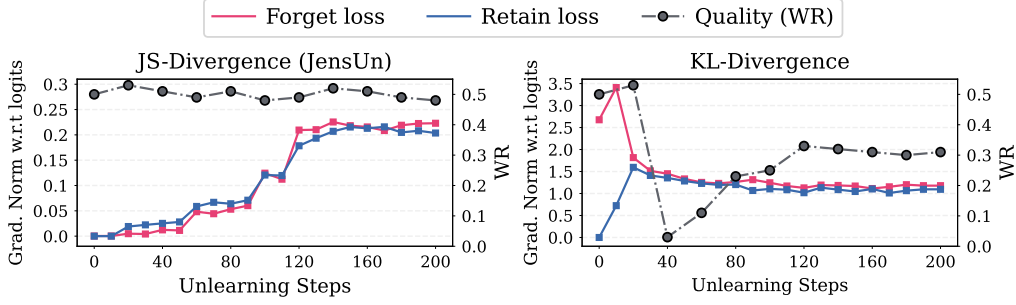 Forget loss Retain loss Quality (WR)
JS-Divergence (JensUn)
Grad. Norm w.r.t logits
0.3
0.25
0.2
0.15
0.1
0.05
0.0
0.5
0.4
0.3
0.2
0.1
0.0
WR
0 40 80 120 160 200
Unlearning Steps
KL-Divergence
Grad. Norm w.r.t logits
3.5
3.0
2.5
2.0
1.5
1.0
0.5
0.0
0.5
0.4
0.3
0.2
0.1
0.0
WR
0 40 80 120 160 200
Unlearning Steps